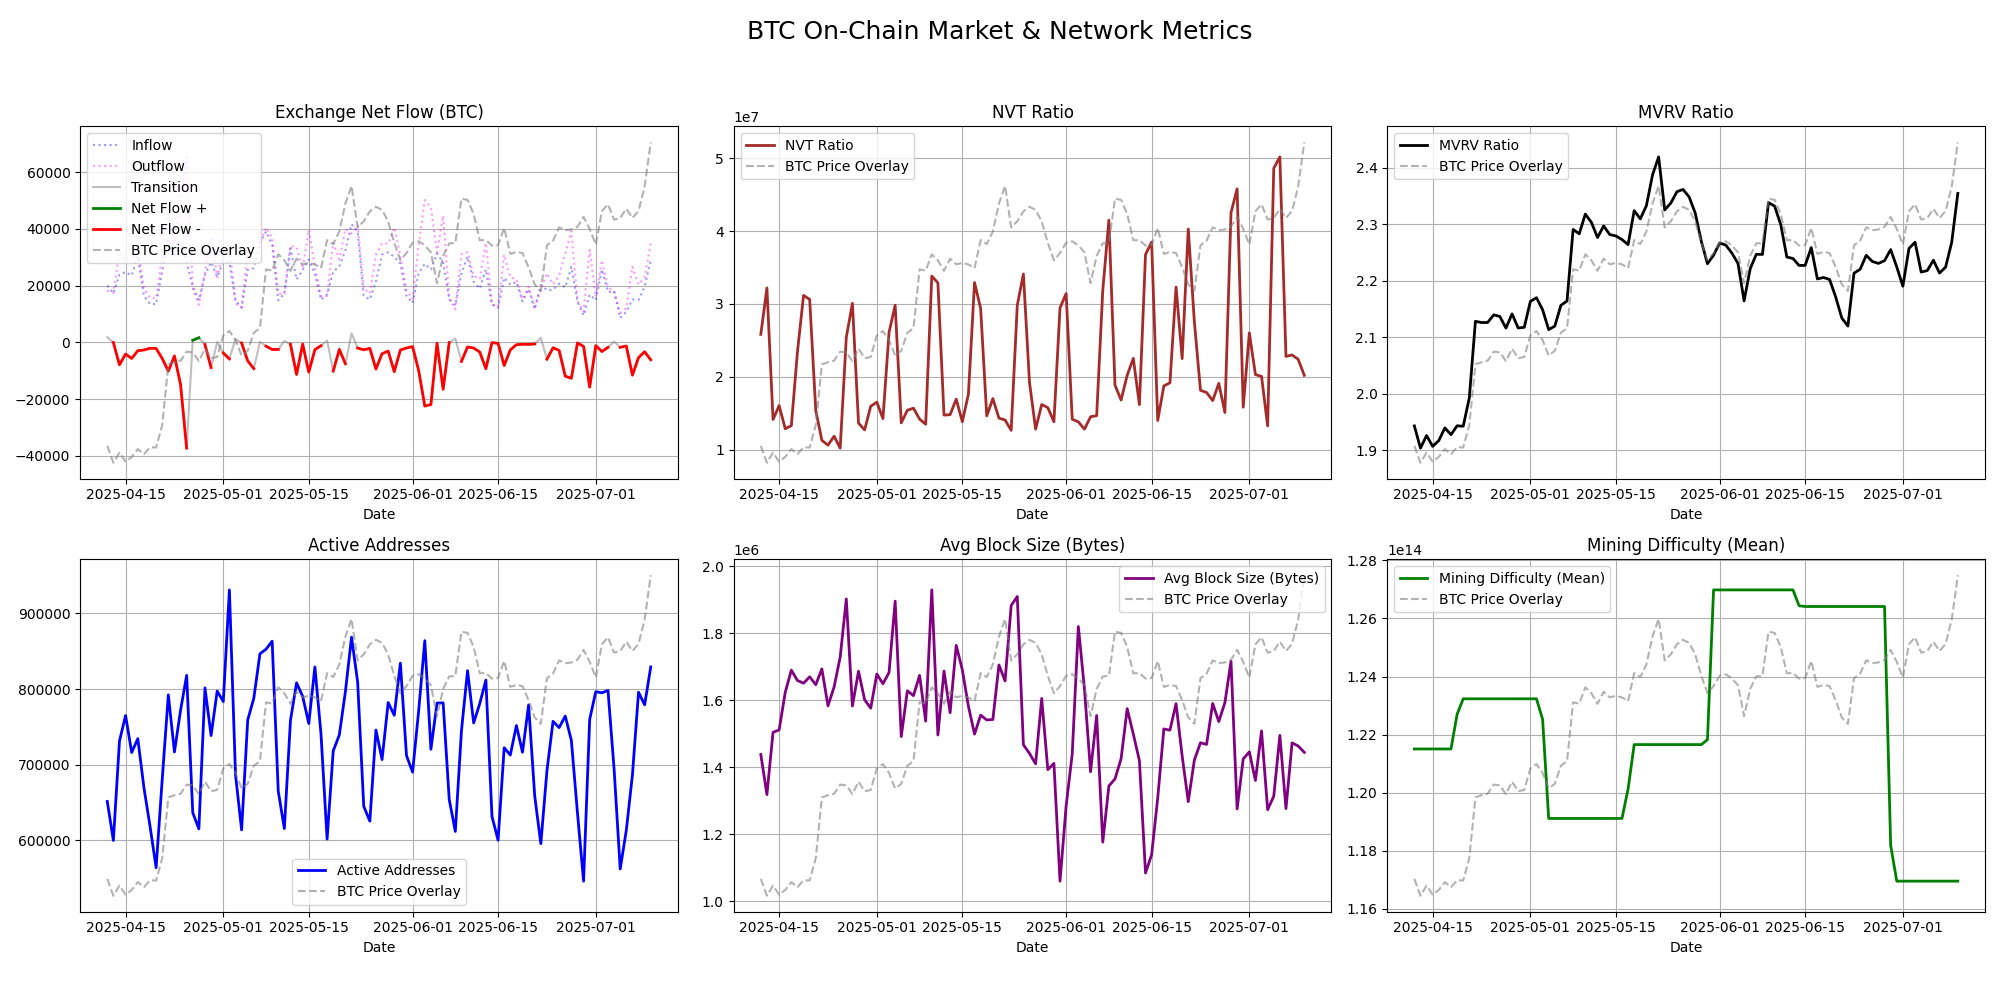 BTC On-Chain Market & Network Metrics
Exchange Net Flow (BTC)
Inflow
Outflow
Transition
Net Flow +
Net Flow -
BTC Price Overlay
60000
40000
20000
0
−20000
−40000
2025-04-15
2025-05-01
2025-05-15
2025-06-01
2025-06-15
2025-07-01
Date
NVT Ratio
1e7
NVT Ratio
BTC Price Overlay
5
4
3
2
1
2025-04-15
2025-05-01
2025-05-15
2025-06-01
2025-06-15
2025-07-01
Date
MVRV Ratio
MVRV Ratio
BTC Price Overlay
2.4
2.3
2.2
2.1
2.0
1.9
2025-04-15
2025-05-01
2025-05-15
2025-06-01
2025-06-15
2025-07-01
Date
Active Addresses
900000
800000
700000
600000
Active Addresses
BTC Price Overlay
2025-04-15
2025-05-01
2025-05-15
2025-06-01
2025-06-15
2025-07-01
Date
Avg Block Size (Bytes)
1e6
Avg Block Size (Bytes)
BTC Price Overlay
2.0
1.8
1.6
1.4
1.2
1.0
2025-04-15
2025-05-01
2025-05-15
2025-06-01
2025-06-15
2025-07-01
Date
Mining Difficulty (Mean)
1e14
Mining Difficulty (Mean)
BTC Price Overlay
1.28
1.26
1.24
1.22
1.20
1.18
1.16
2025-04-15
2025-05-01
2025-05-15
2025-06-01
2025-06-15
2025-07-01
Date